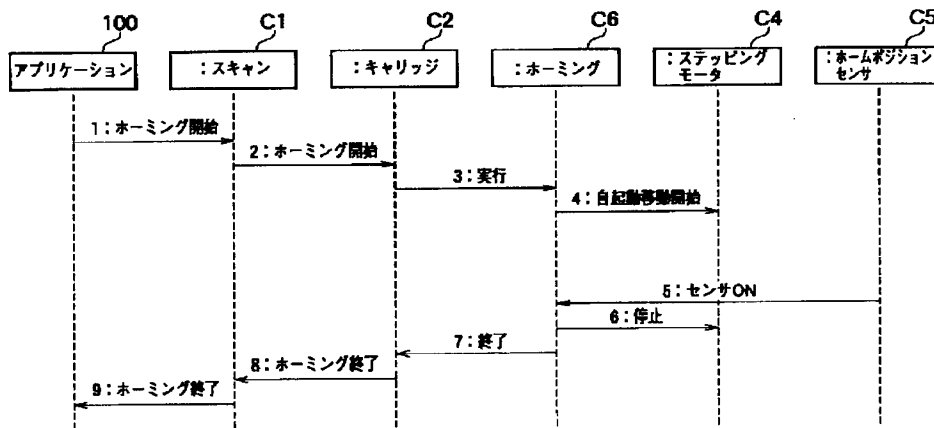 100
C1
C2
C6
C4
C5
アプリケーション
:スキャン
:キャリッジ
:ホーミング
:ステッピング
モータ
:ホームポジション
センサ
1:ホーミング開始
2:ホーミング開始
3:実行
4:自起動移動開始
5:センサON
6:停止
7:終了
8:ホーミング終了
9:ホーミング終了